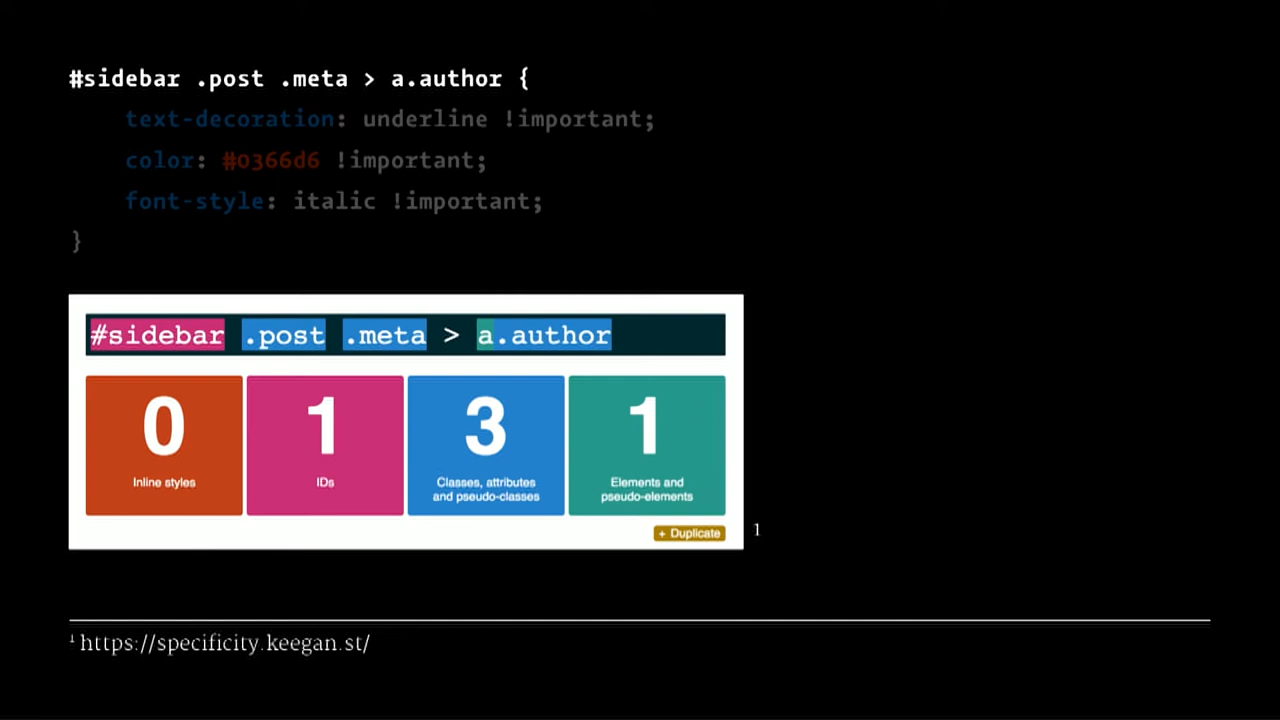 #sidebar .post .meta > a.author {
text-decoration: underline !important;
color: #0366d6 !important;
font-style: italic !important;
}
#sidebar .post .meta > a.author
0 1 3 1
Inline styles IDs Classes, attributes Elements and
and pseudo-classes pseudo-elements
+ Duplicate
1
1 https://specificity.keegan.st/